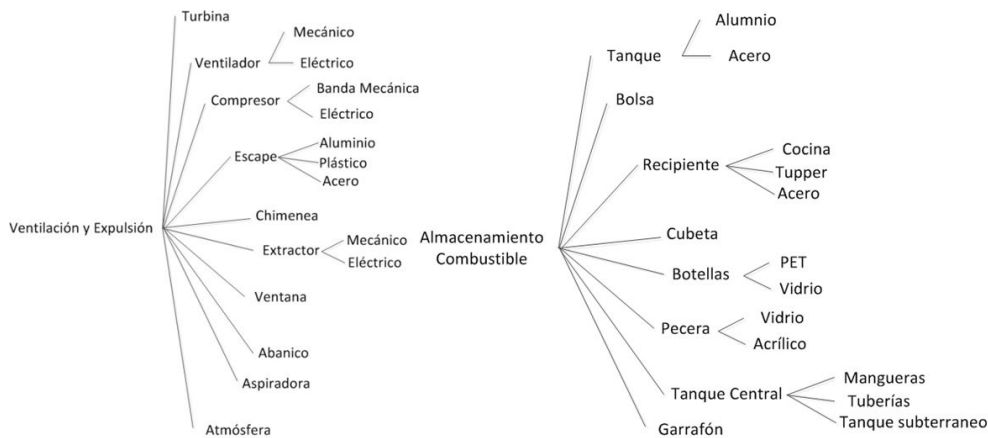 Turbina
Ventilador
Mecánico
Eléctrico
Compresor
Banda Mecánica
Eléctrico
Escape
Aluminio
Plástico
Acero
Ventilación y Expulsión
Chimenea
Extractor
Mecánico
Eléctrico
Ventana
Abanico
Aspiradora
Atmósfera
Almacenamiento
Combustible
Tanque
Alumnio
Acero
Bolsa
Recipiente
Cocina
Tupper
Acero
Cubeta
Botellas
PET
Vidrio
Pecera
Vidrio
Acrílico
Tanque Central
Mangueras
Tuberías
Tanque subterraneo
Garrafón